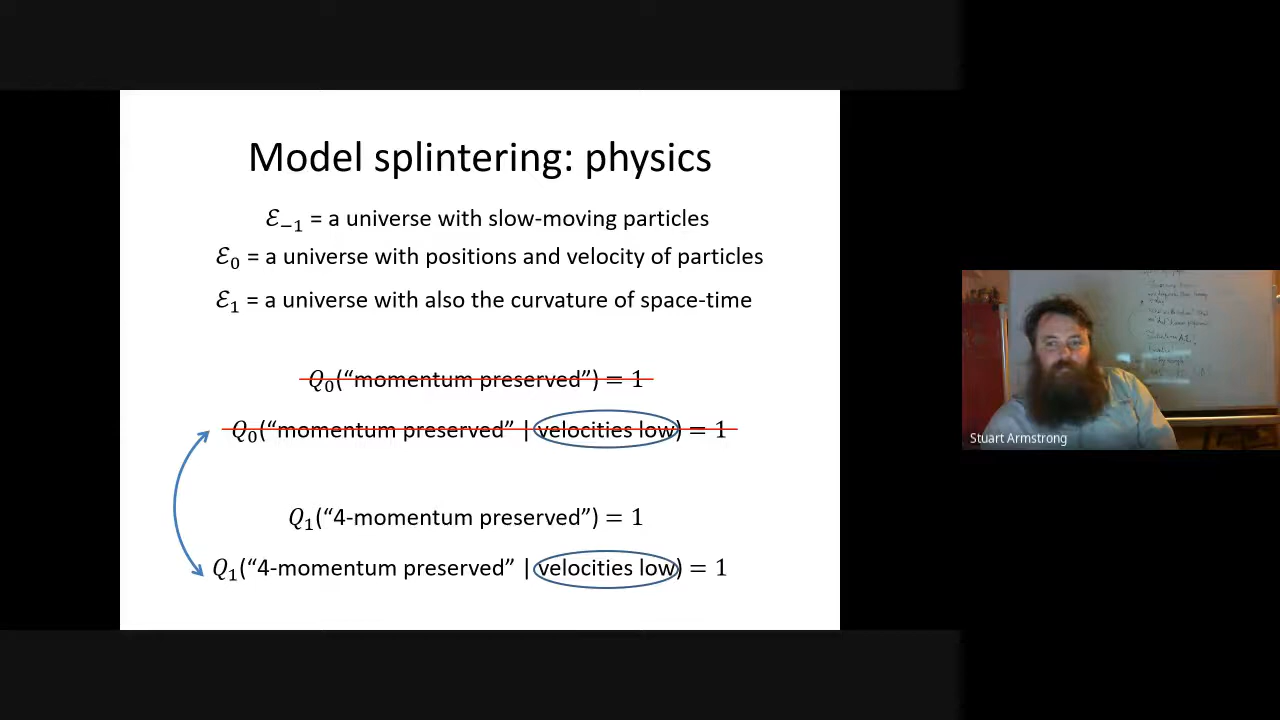 Model splintering: physics
ℰ₋₁ = a universe with slow-moving particles
ℰ₀ = a universe with positions and velocity of particles
ℰ₁ = a universe with also the curvature of space-time
Q₀(“momentum preserved”) = 1
Q₀(“momentum preserved” | velocities low) = 1
Q₁(“4-momentum preserved”) = 1
Q₁(“4-momentum preserved” | velocities low) = 1
Stuart Armstrong